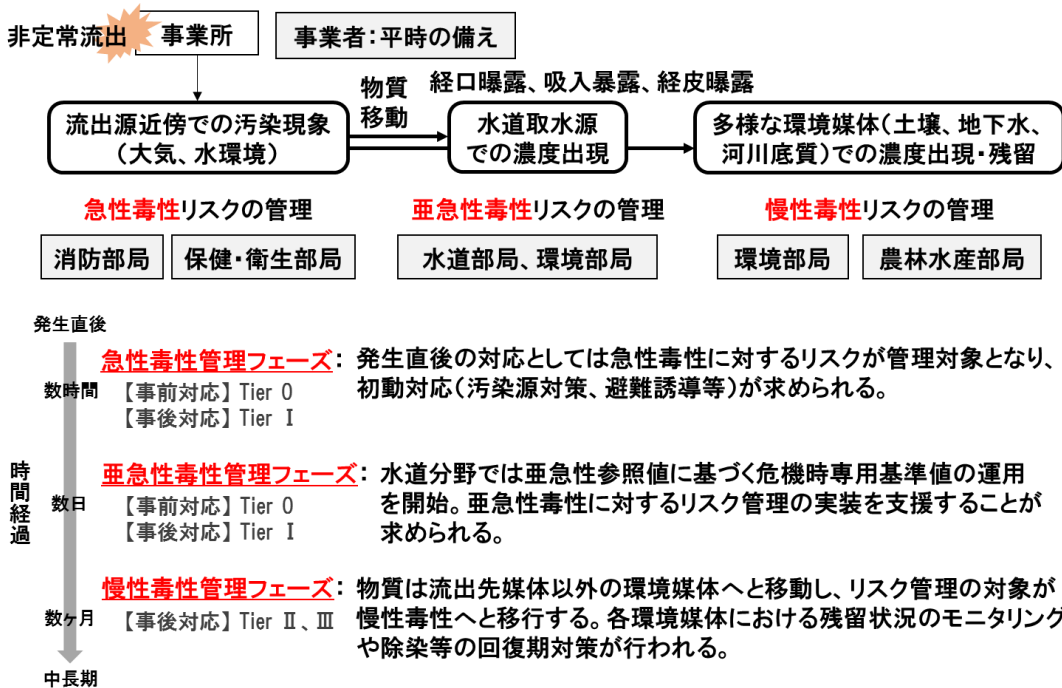 非定常流出
事業所
事業者：平時の備え
物質
移動
経口曝露、吸入暴露、経皮曝露
流出源近傍での汚染現象
（大気、水環境）
水道取水源
での濃度出現
多様な環境媒体（土壌、地下水、
河川底質）での濃度出現・残留
急性毒性リスクの管理
亜急性毒性リスクの管理
慢性毒性リスクの管理
消防部局
保健・衛生部局
水道部局、環境部局
環境部局
農林水産部局
発生直後
急性毒性管理フェーズ：
発生直後の対応としては急性毒性に対するリスクが管理対象となり、
初動対応（汚染源対策、避難誘導等）が求められる。
数時間
【事前対応】Tier 0
【事後対応】Tier Ⅰ
時間経過
亜急性毒性管理フェーズ：
水道分野では亜急性参照値に基づく危機時専用基準値の運用
を開始。亜急性毒性に対するリスク管理の実装を支援することが
求められる。
数日
【事前対応】Tier 0
【事後対応】Tier Ⅰ
慢性毒性管理フェーズ：
物質は流出先媒体以外の環境媒体へと移動し、リスク管理の対象が
慢性毒性へと移行する。各環境媒体における残留状況のモニタリング
や除染等の回復期対策が行われる。
数ヶ月
【事後対応】Tier Ⅱ、Ⅲ
中長期